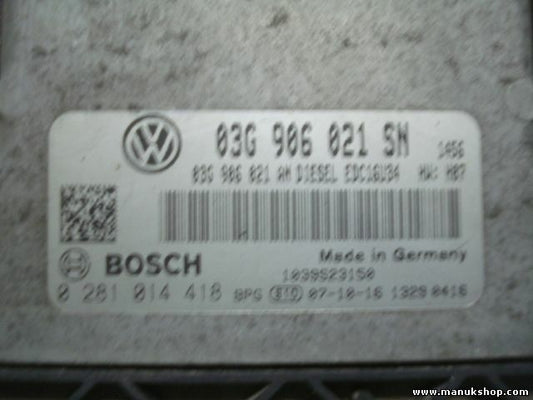 03G 906 021 SN 1456
03G 906 021 AM DIESEL EDC16U34 HW: H07
BOSCH Made in Germany
1039S23150
0 281 014 418 BPG 07-10-16 1329 0416
www.manukshop.com